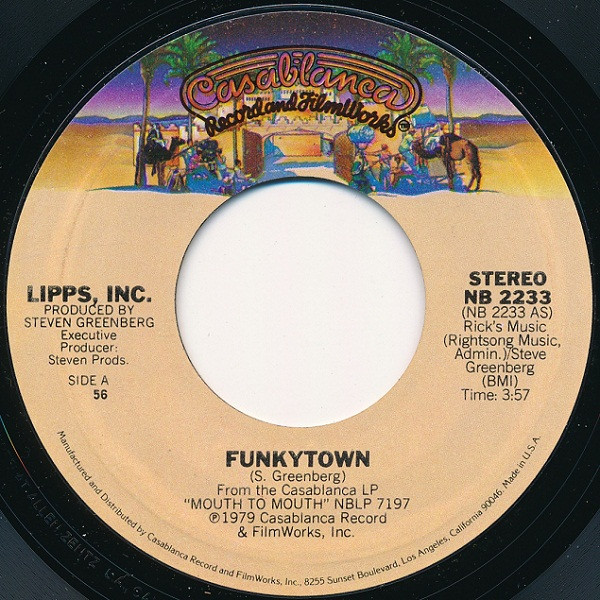 Casablanca
Record and FilmWorks
LIPPS, INC.
PRODUCED BY
STEVEN GREENBERG
Executive
Producer:
Steven Prods.
SIDE A
56
STEREO
NB 2233
(NB 2233 AS)
Rick's Music
(Rightsong Music,
Admin.)/Steve
Greenberg
(BMI)
Time: 3:57
FUNKYTOWN
(S. Greenberg)
From the Casablanca LP
"MOUTH TO MOUTH" NBLP 7197
℗1979 Casablanca Record
& FilmWorks, Inc.
Manufactured and Distributed by Casablanca Record and FilmWorks, Inc., 8255 Sunset Boulevard, Los Angeles, California 90046. Made in U.S.A.